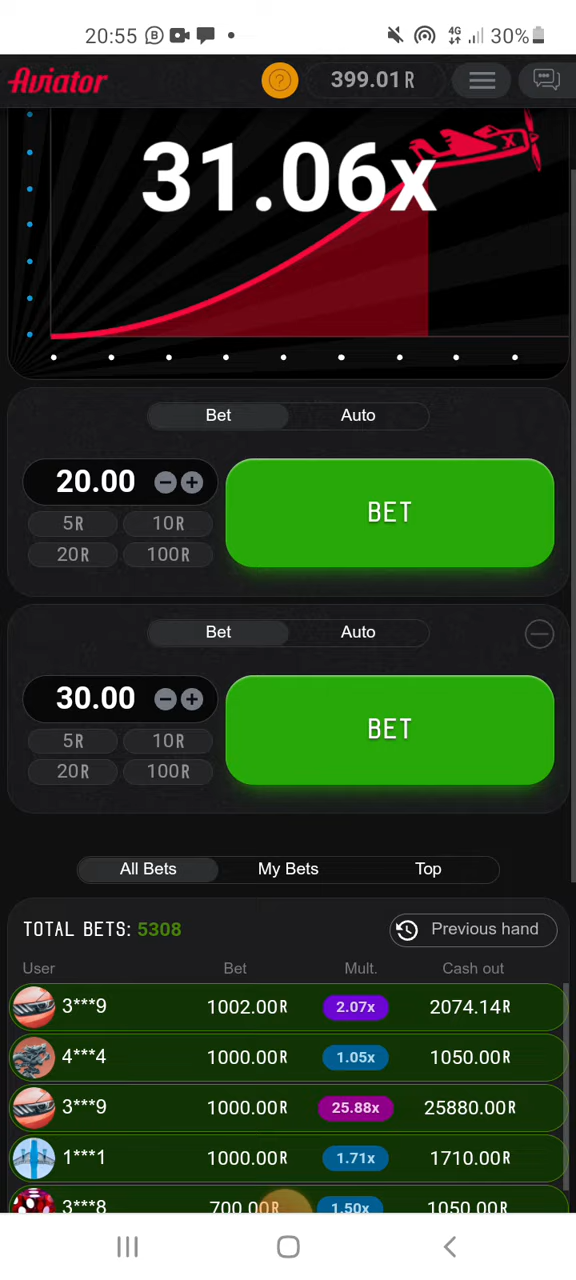 20:55 4G 30%
Aviator 399.01R
31.06x
X
Bet Auto
20.00
5R 10R
20R 100R
BET
Bet Auto
30.00
5R 10R
20R 100R
BET
All Bets My Bets Top
TOTAL BETS: 5308 Previous hand
User Bet Mult. Cash out
3***9 1002.00R 2.07x 2074.14R
4***4 1000.00R 1.05x 1050.00R
3***9 1000.00R 25.88x 25880.00R
1***1 1000.00R 1.71x 1710.00R
3***8 700.00R 1.50x 1050.00R